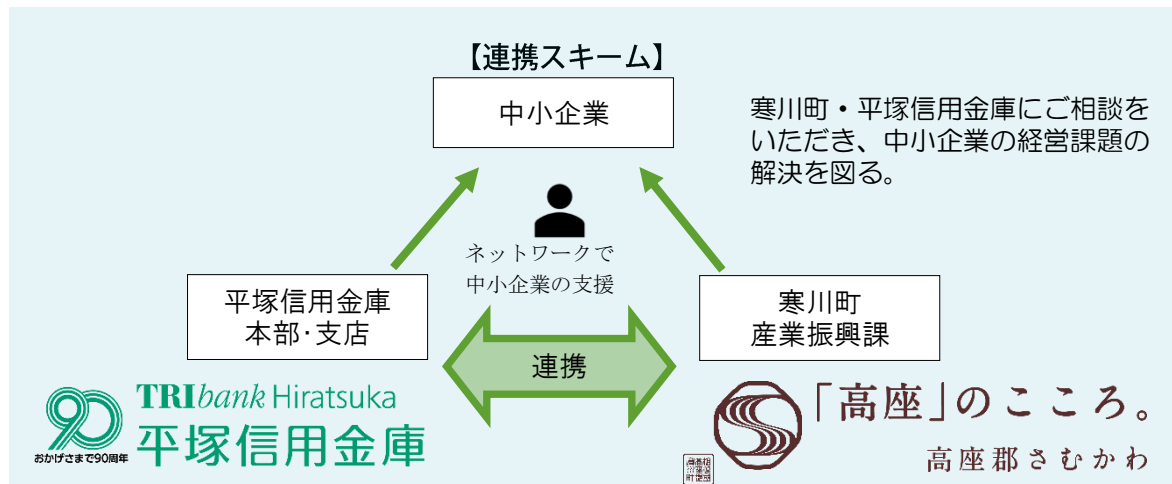 【連携スキーム】
中小企業
寒川町・平塚信用金庫にご相談を
いただき、中小企業の経営課題の
解決を図る。
ネットワークで
中小企業の支援
平塚信用金庫
本部・支店
寒川町
産業振興課
連携
90
おかげさまで90周年
TRIbank Hiratsuka
平塚信用金庫
「高座」のこころ。
高座郡さむかわ